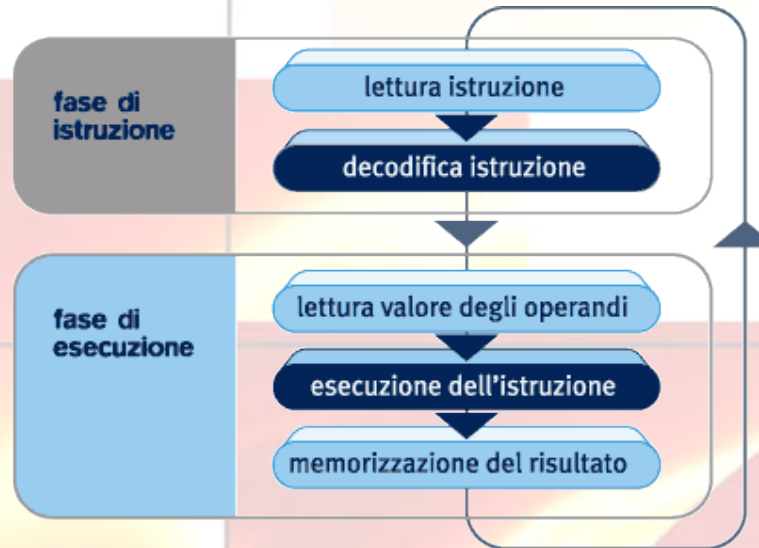 fase di
istruzione
lettura istruzione
decodifica istruzione
fase di
esecuzione
lettura valore degli operandi
esecuzione dell'istruzione
memorizzazione del risultato